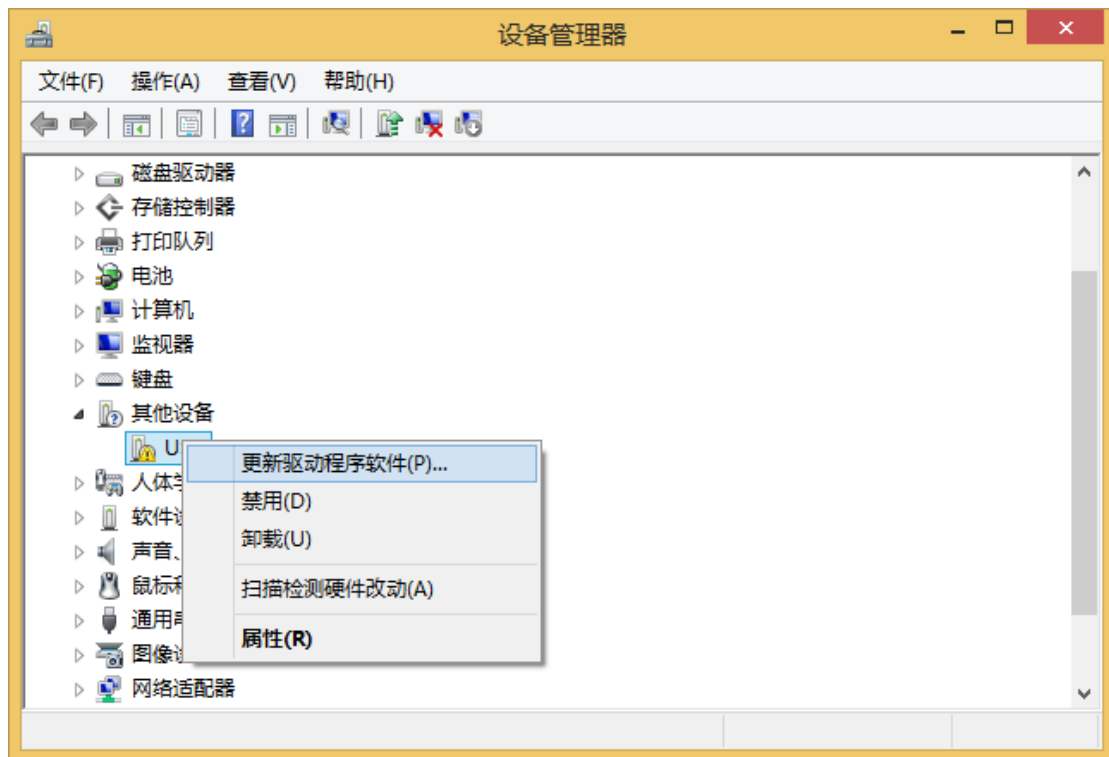 设备管理器
文件(F) 操作(A) 查看(V) 帮助(H)
磁盘驱动器
存储控制器
打印队列
电池
计算机
监视器
键盘
其他设备
更新驱动程序软件(P)...
人体
禁用(D)
软件
卸载(U)
声音、
鼠标
扫描检测硬件改动(A)
通用
属性(R)
图像
网络适配器